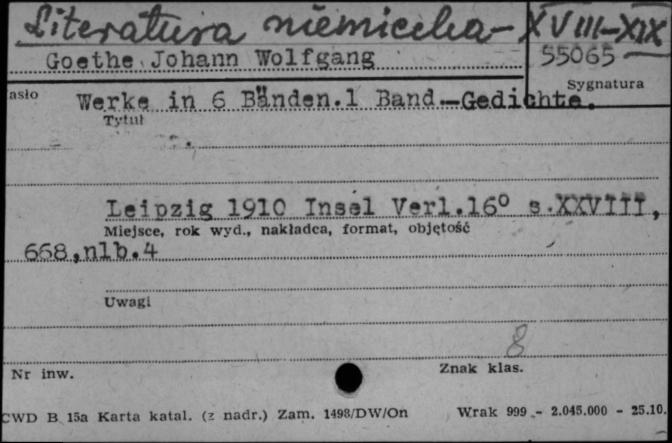 Literatura niemiecka - XVIII-XIX
Goethe Johann Wolfgang 55065
Sygnatura
asło Werke in 6 Bänden.1 Band.-Gedichte.
Tytuł
Leipzig 1910 Insel Verl.16° s.XXVIII,
Miejsce, rok wyd., nakładca, format, objętość
668,nlb.4
Uwagi
8
Nr inw. Znak klas.
CWD B 15a Karta katal. (z nadr.) Zam. 1498/DW/On Wrak 999 - 2.045.000 - 25.10.